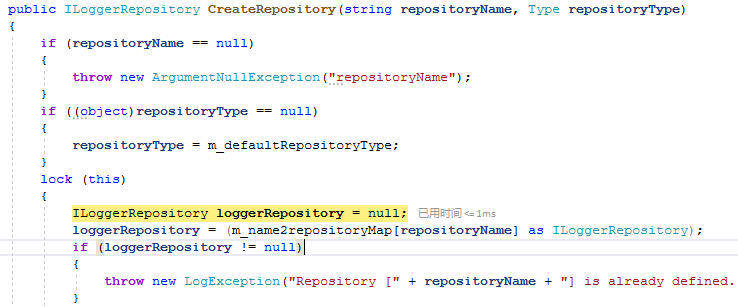 public ILoggerRepository CreateRepository(string repositoryName, Type repositoryType)
{
    if (repositoryName == null)
    {
        throw new ArgumentNullException("repositoryName");
    }
    if ((object)repositoryType == null)
    {
        repositoryType = m_defaultRepositoryType;
    }
    lock (this)
    {
        ILoggerRepository loggerRepository = null; 已用时间 <= 1ms
        loggerRepository = (m_name2repositoryMap[repositoryName] as ILoggerRepository);
        if (loggerRepository != null)
        {
            throw new LogException("Repository [" + repositoryName + "] is already defined.
        }